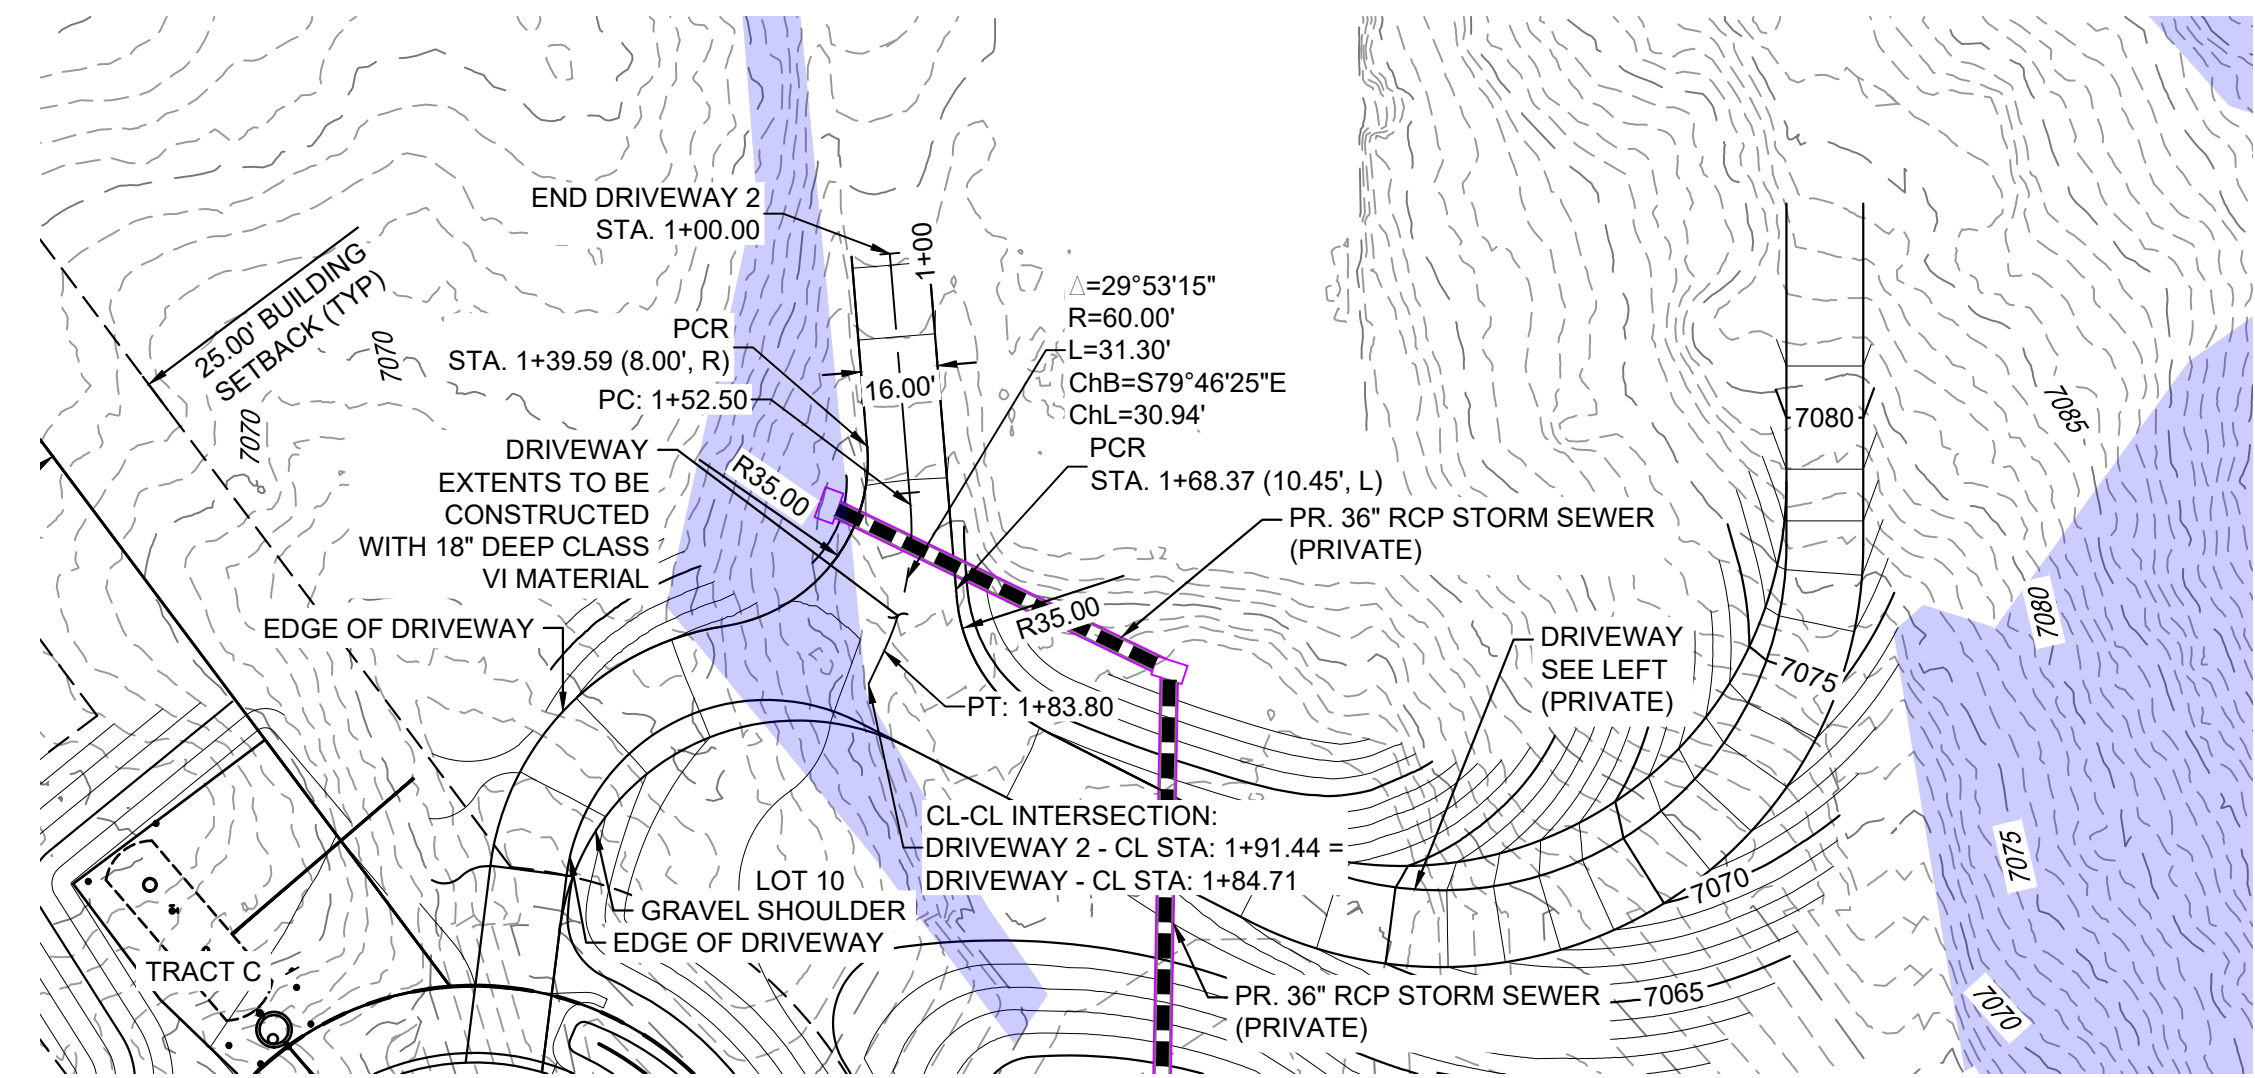 END DRIVEWAY 2
STA. 1+00.00
1+00
25.00' BUILDING
SETBACK (TYP)
7070
7070
PCR
STA. 1+39.59 (8.00', R)
PC: 1+52.50
16.00'
Δ=29°53'15"
R=60.00'
L=31.30'
ChB=S79°46'25"E
ChL=30.94'
PCR
STA. 1+68.37 (10.45', L)
7080
7085
DRIVEWAY
EXTENTS TO BE
CONSTRUCTED
WITH 18" DEEP CLASS
VI MATERIAL
R35.00
PR. 36" RCP STORM SEWER
(PRIVATE)
R35.00
EDGE OF DRIVEWAY
DRIVEWAY
SEE LEFT
(PRIVATE)
7080
7075
PT: 1+83.80
CL-CL INTERSECTION:
DRIVEWAY 2 - CL STA: 1+91.44 =
DRIVEWAY - CL STA: 1+84.71
7075
7070
LOT 10
GRAVEL SHOULDER
EDGE OF DRIVEWAY
TRACT C
PR. 36" RCP STORM SEWER
(PRIVATE)
7065
7070